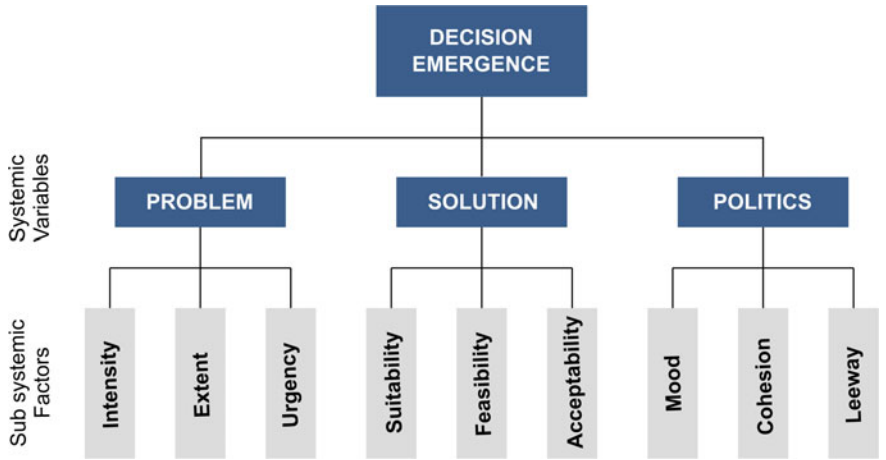 DECISION
EMERGENCE
Systemic
Variables
PROBLEM
SOLUTION
POLITICS
Sub systemic
Factors
Intensity
Extent
Urgency
Suitability
Feasibility
Acceptability
Mood
Cohesion
Leeway